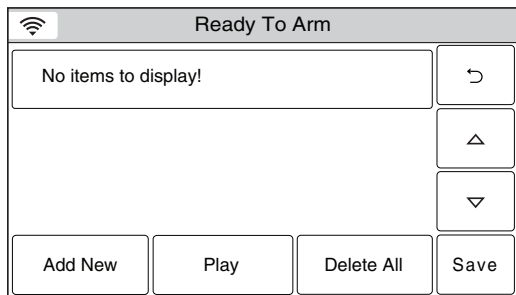 Ready To Arm
No items to display!
Add New
Play
Delete All
Save